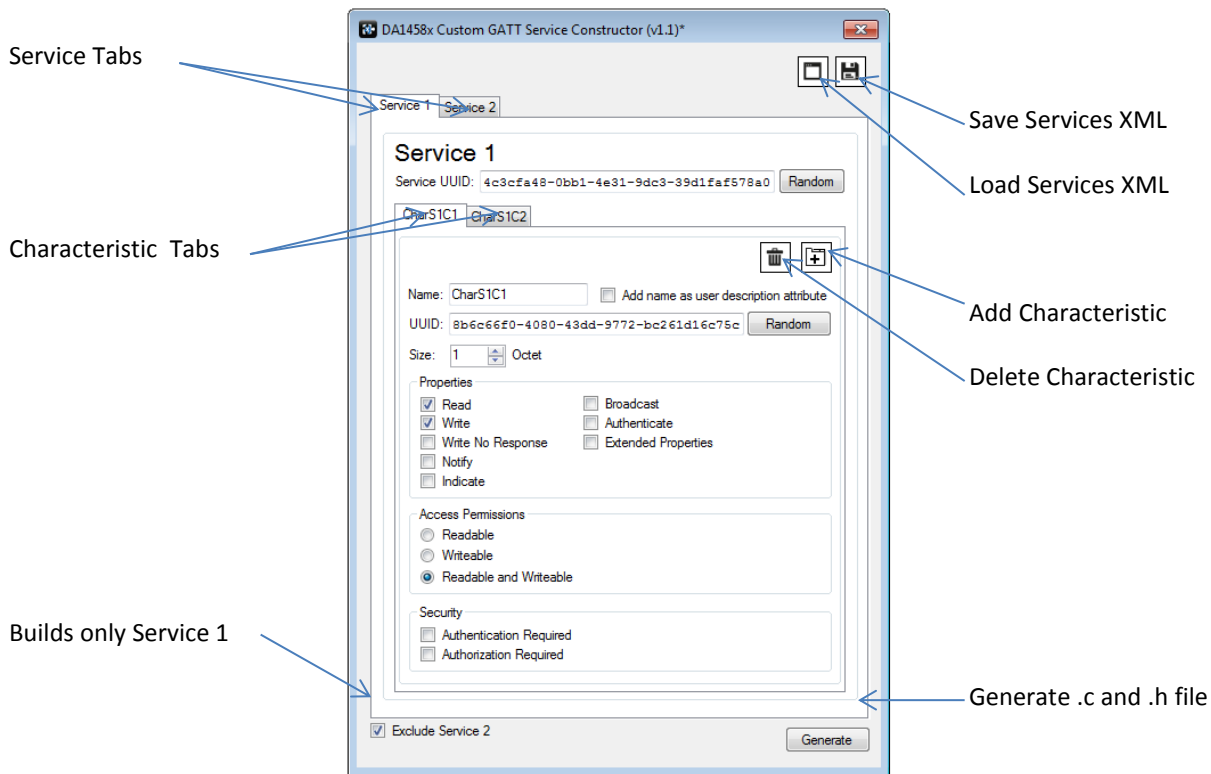 DA1458x Custom GATT Service Constructor (v1.1)*
Service Tabs
Service 1 Service 2
Save Services XML
Service 1
Service UUID: 4c3cfa48-0bb1-4e31-9dc3-39d1faf578a0 Random
Load Services XML
CharS1C1 CharS1C2
Characteristic Tabs
Name: CharS1C1 Add name as user description attribute
Add Characteristic
UUID: 8b6c66f0-4080-43dd-9772-bc261d16c75c Random
Size: 1 Octet
Delete Characteristic
Properties
Read Broadcast
Write Authenticate
Write No Response Extended Properties
Notify
Indicate
Access Permissions
Readable
Writeable
Readable and Writeable
Security
Builds only Service 1
Authentication Required
Authorization Required
Generate .c and .h file
Exclude Service 2
Generate